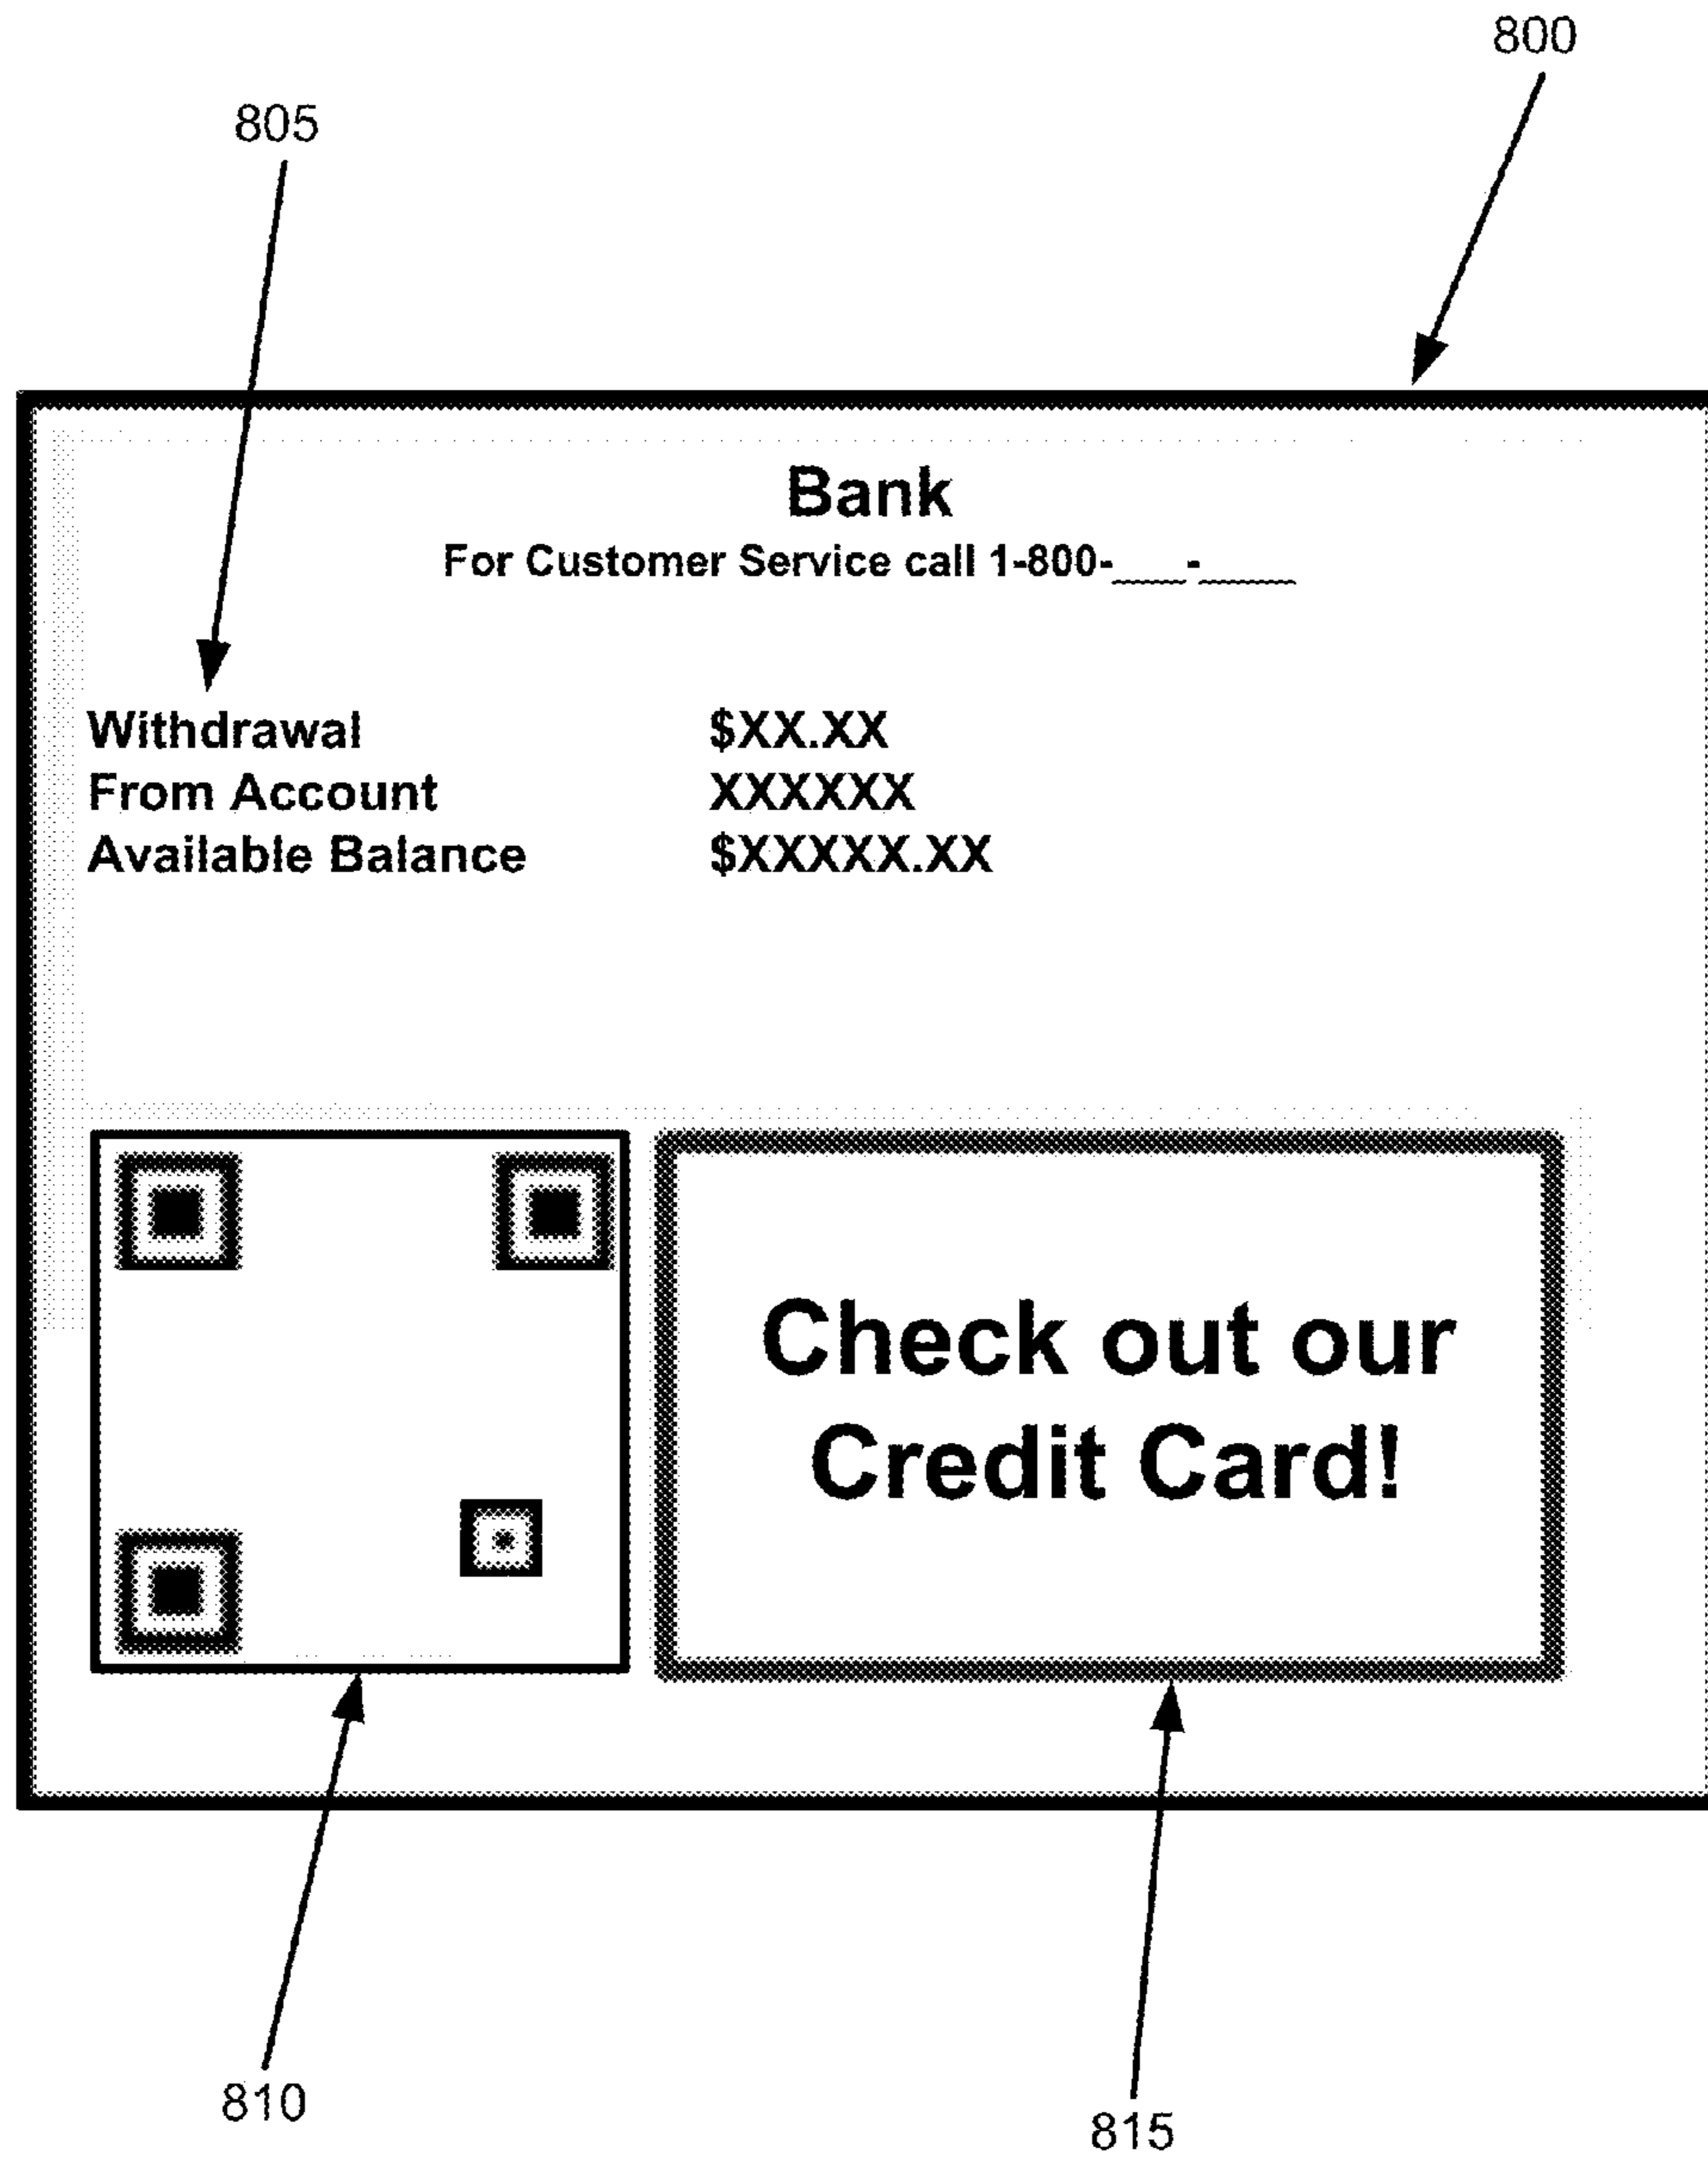 800
805
Bank
For Customer Service call 1-800-___-____
Withdrawal $XX.XX
From Account XXXXXX
Available Balance $XXXXX.XX
Check out our
Credit Card!
810
815